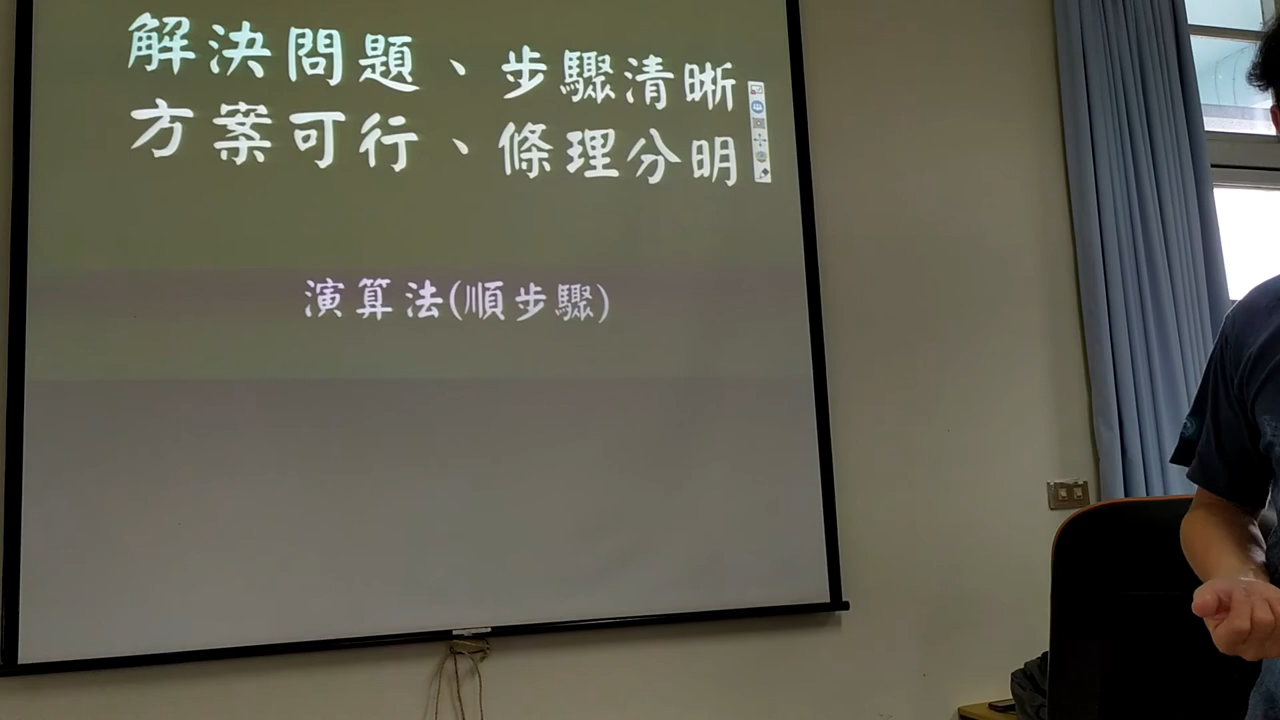 解決問題、步驟清晰
方案可行、條理分明
演算法(順步驟)